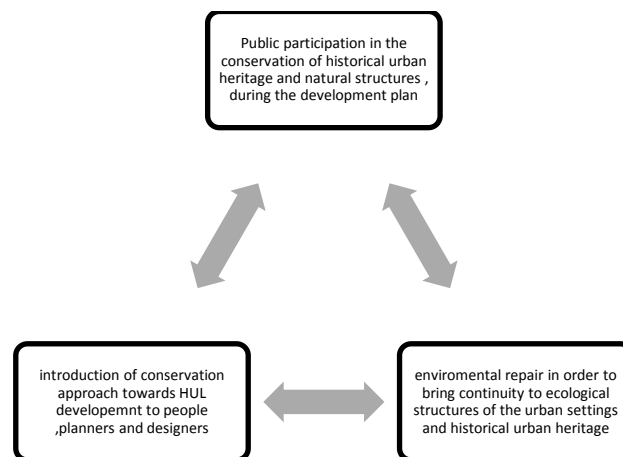 Public participation in the
conservation of historical urban
heritage and natural structures ,
during the development plan
introduction of conservation
approach towards HUL
developemnt to people
,planners and designers
enviromental repair in order to
bring continuity to ecological
structures of the urban settings
and historical urban heritage